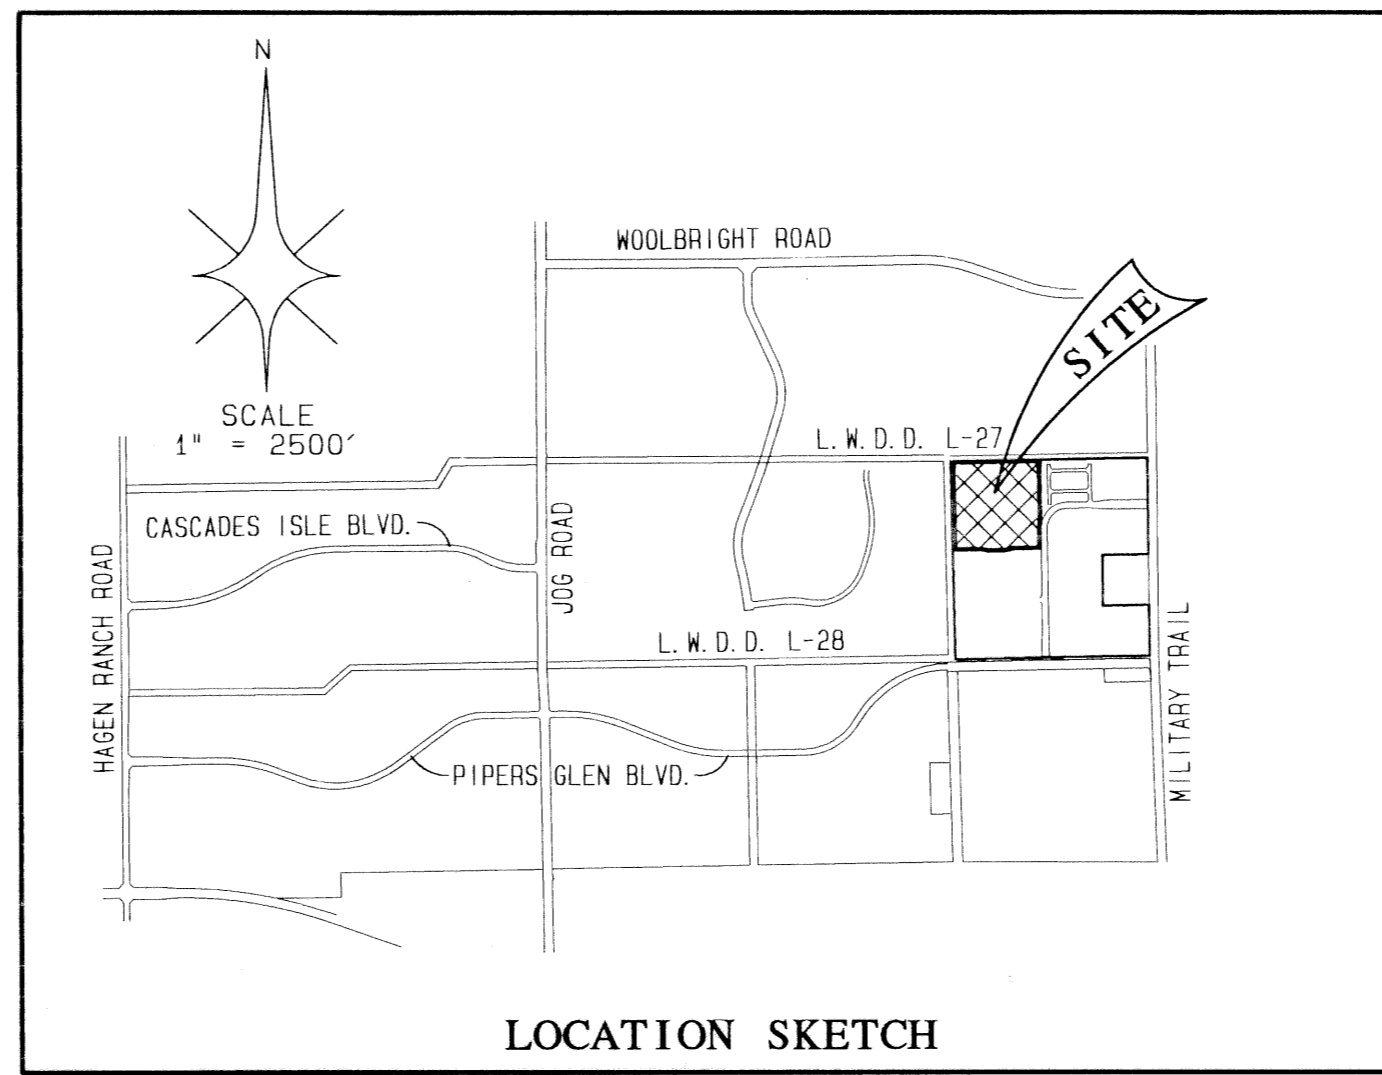 N
WOOLBRIGHT ROAD
SITE
SCALE
1" = 2500'
L. W. D. D. L-27
CASCADES ISLE BLVD.
JOG ROAD
HAGEN RANCH ROAD
L. W. D. D. L-28
MILITARY TRAIL
PIPERS GLEN BLVD.
LOCATION SKETCH